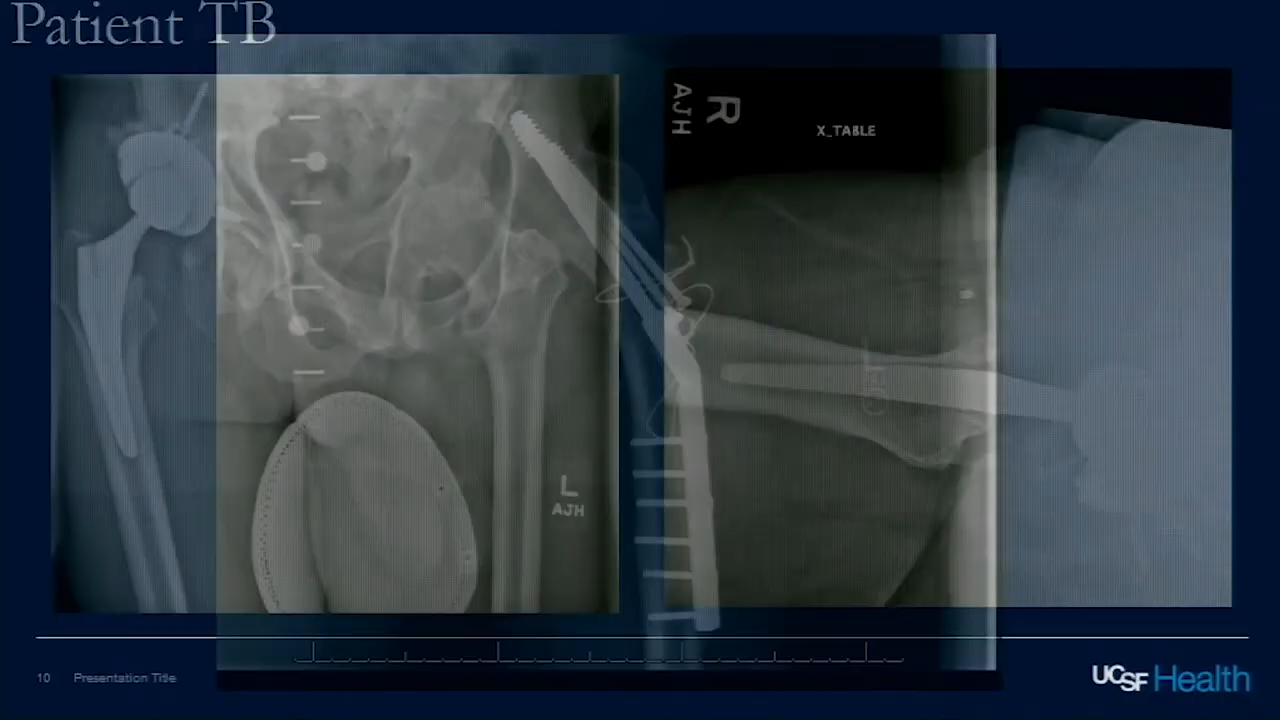 Patient TB
R
AJH
X_TABLE
L
AJH
10 Presentation Title
UCSF Health